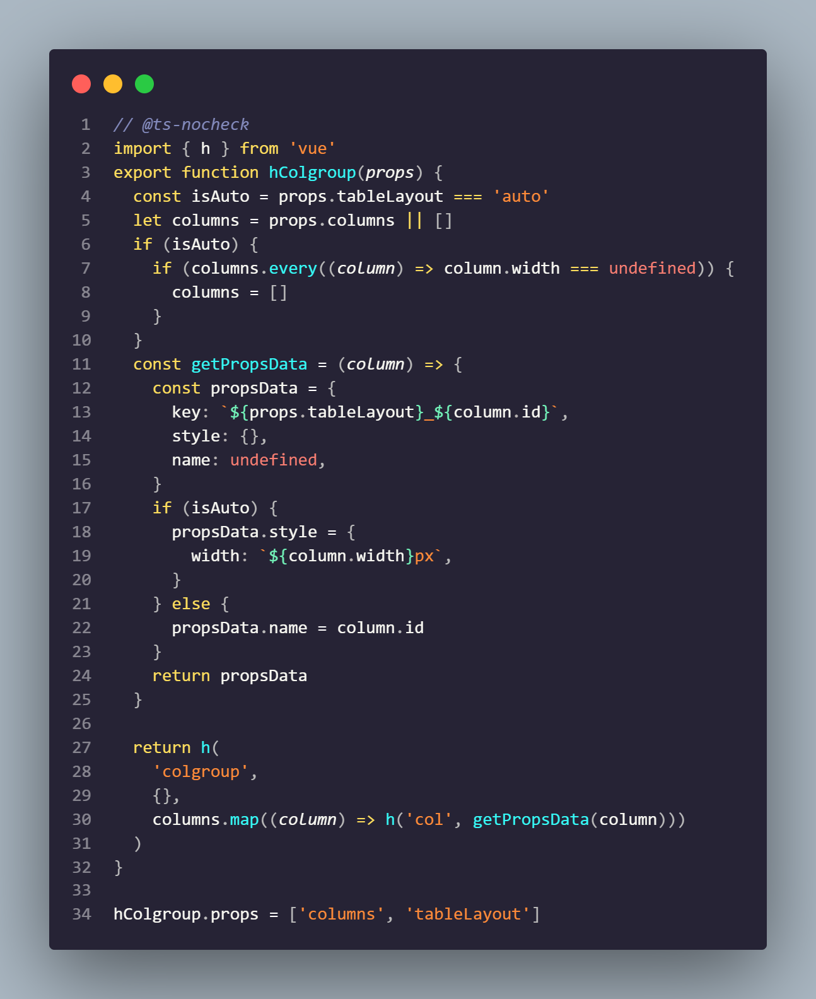 1 // @ts-nocheck
2 import { h } from 'vue'
3 export function hColgroup(props) {
4   const isAuto = props.tableLayout === 'auto'
5   let columns = props.columns || []
6   if (isAuto) {
7     if (columns.every((column) => column.width === undefined)) {
8       columns = []
9     }
10   }
11   const getPropsData = (column) => {
12     const propsData = {
13       key: `${props.tableLayout}_${column.id}`,
14       style: {},
15       name: undefined,
16     }
17     if (isAuto) {
18       propsData.style = {
19         width: `${column.width}px`,
20       }
21     } else {
22       propsData.name = column.id
23     }
24     return propsData
25   }
26
27   return h(
28     'colgroup',
29     {},
30     columns.map((column) => h('col', getPropsData(column)))
31   )
32 }
33
34 hColgroup.props = ['columns', 'tableLayout']